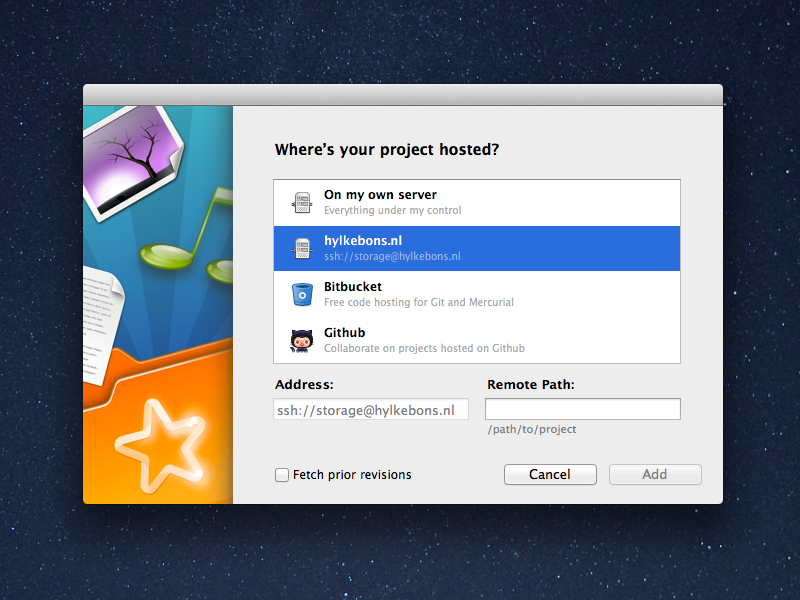 Where's your project hosted?
On my own server
Everything under my control
hylkebons.nl
ssh://storage@hylkebons.nl
Bitbucket
Free code hosting for Git and Mercurial
Github
Collaborate on projects hosted on Github
Address: Remote Path:
ssh://storage@hylkebons.nl
/path/to/project
Fetch prior revisions Cancel Add